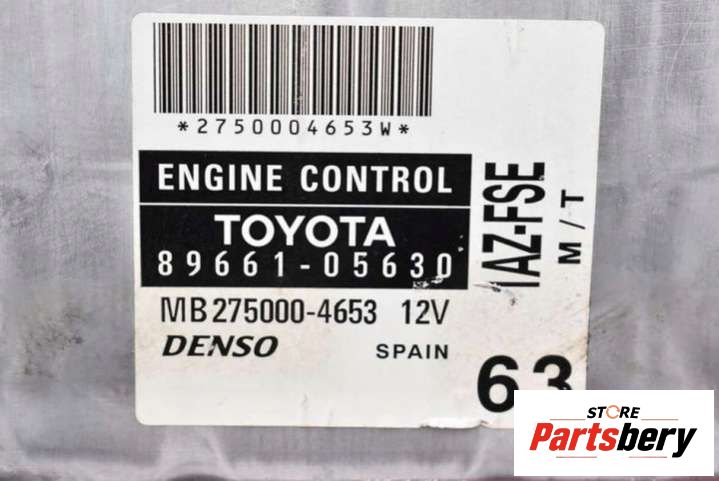 *2750004653W*
ENGINE CONTROL
TOYOTA
89661-05630
MB275000-4653 12V
DENSO SPAIN
1AZ-FSE
M/T
63
STORE
Partsbery